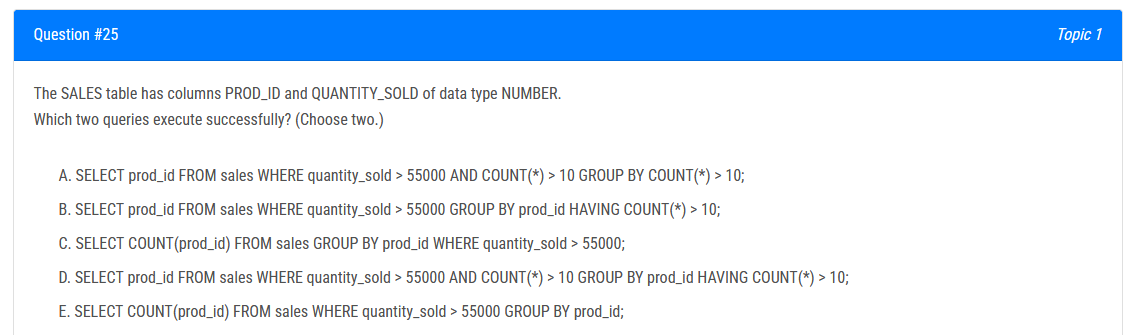 Question #25
Topic 1
The SALES table has columns PROD_ID and QUANTITY_SOLD of data type NUMBER.
Which two queries execute successfully? (Choose two.)
A. SELECT prod_id FROM sales WHERE quantity_sold > 55000 AND COUNT(*) > 10 GROUP BY COUNT(*) > 10;
B. SELECT prod_id FROM sales WHERE quantity_sold > 55000 GROUP BY prod_id HAVING COUNT(*) > 10;
C. SELECT COUNT(prod_id) FROM sales GROUP BY prod_id WHERE quantity_sold > 55000;
D. SELECT prod_id FROM sales WHERE quantity_sold > 55000 AND COUNT(*) > 10 GROUP BY prod_id HAVING COUNT(*) > 10;
E. SELECT COUNT(prod_id) FROM sales WHERE quantity_sold > 55000 GROUP BY prod_id;